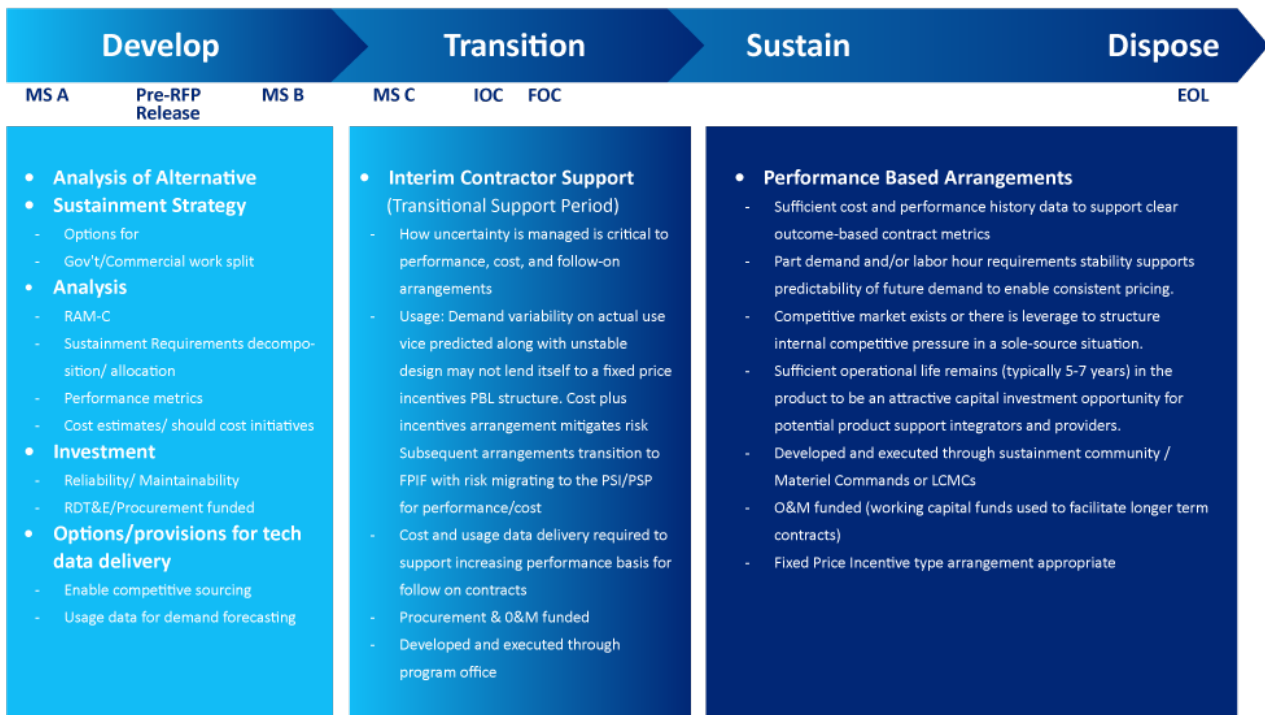 Develop
Transition
Sustain
Dispose
MS A
Pre-RFP
Release
MS B
MS C
IOC
FOC
EOL
• Analysis of Alternative
• Sustainment Strategy
- Options for
- Gov't/Commercial work split
• Analysis
- RAM-C
- Sustainment Requirements decompo-
sition/ allocation
- Performance metrics
- Cost estimates/ should cost initiatives
• Investment
- Reliability/ Maintainability
- RDT&E/Procurement funded
• Options/provisions for tech
data delivery
- Enable competitive sourcing
- Usage data for demand forecasting
• Interim Contractor Support
(Transitional Support Period)
- How uncertainty is managed is critical to
performance, cost, and follow-on
arrangements
- Usage: Demand variability on actual use
vice predicted along with unstable
design may not lend itself to a fixed price
incentives PBL structure. Cost plus
incentives arrangement mitigates risk
Subsequent arrangements transition to
FPIF with risk migrating to the PSI/PSP
for performance/cost
- Cost and usage data delivery required to
support increasing performance basis for
follow on contracts
- Procurement & 0&M funded
- Developed and executed through
program office
• Performance Based Arrangements
- Sufficient cost and performance history data to support clear
outcome-based contract metrics
- Part demand and/or labor hour requirements stability supports
predictability of future demand to enable consistent pricing.
- Competitive market exists or there is leverage to structure
internal competitive pressure in a sole-source situation.
- Sufficient operational life remains (typically 5-7 years) in the
product to be an attractive capital investment opportunity for
potential product support integrators and providers.
- Developed and executed through sustainment community /
Materiel Commands or LCMCs
- O&M funded (working capital funds used to facilitate longer term
contracts)
- Fixed Price Incentive type arrangement appropriate